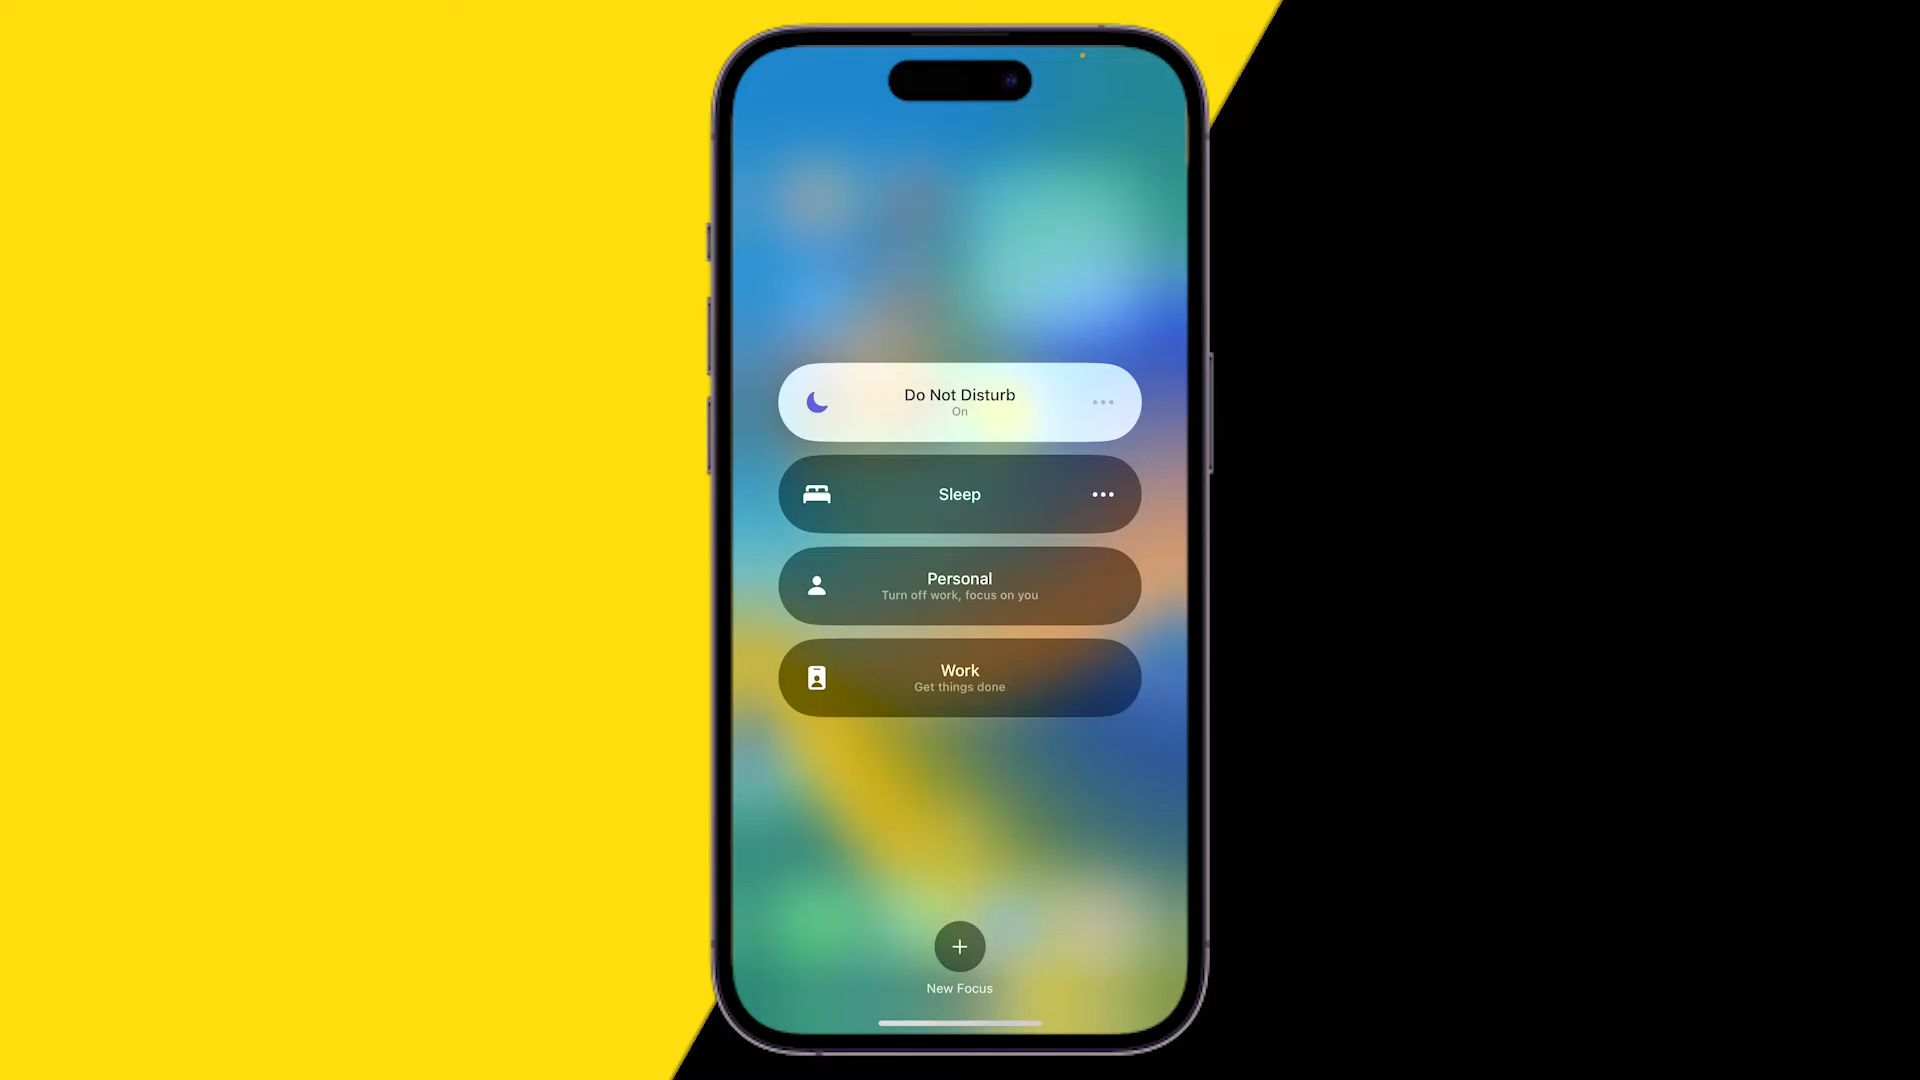 Do Not Disturb
On
Sleep
Personal
Turn off work, focus on you
Work
Get things done
New Focus